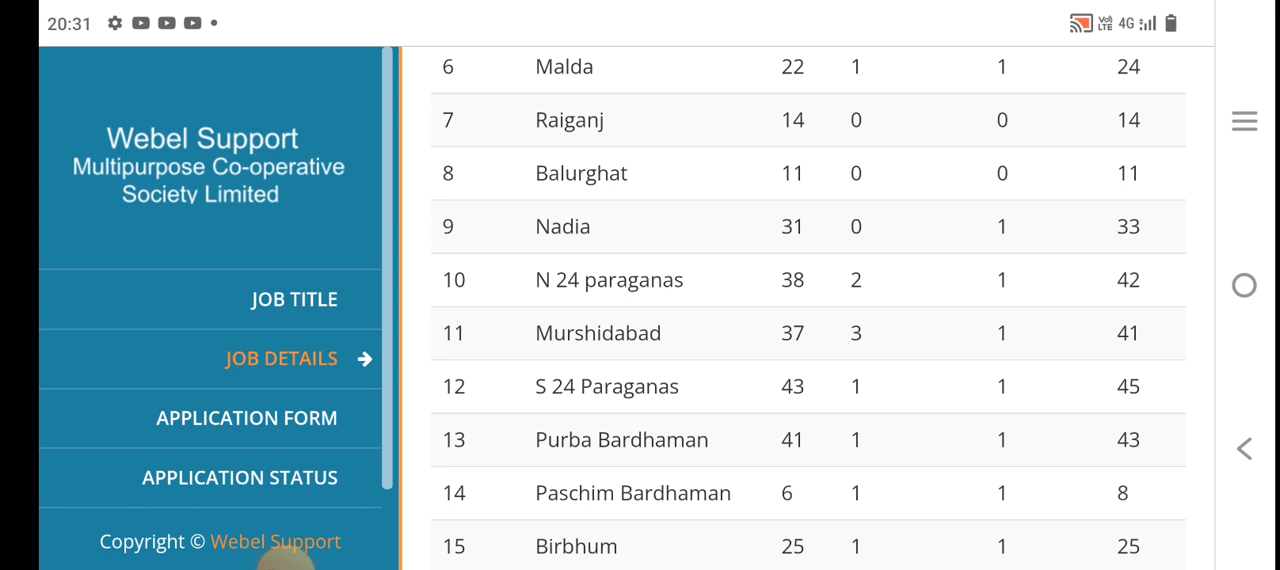 20:31
VoD LTE 4G
Webel Support
Multipurpose Co-operative
Society Limited
JOB TITLE
JOB DETAILS
APPLICATION FORM
APPLICATION STATUS
Copyright © Webel Support
6 Malda 22 1 1 24
7 Raiganj 14 0 0 14
8 Balurghat 11 0 0 11
9 Nadia 31 0 1 33
10 N 24 paraganas 38 2 1 42
11 Murshidabad 37 3 1 41
12 S 24 Paraganas 43 1 1 45
13 Purba Bardhaman 41 1 1 43
14 Paschim Bardhaman 6 1 1 8
15 Birbhum 25 1 1 25